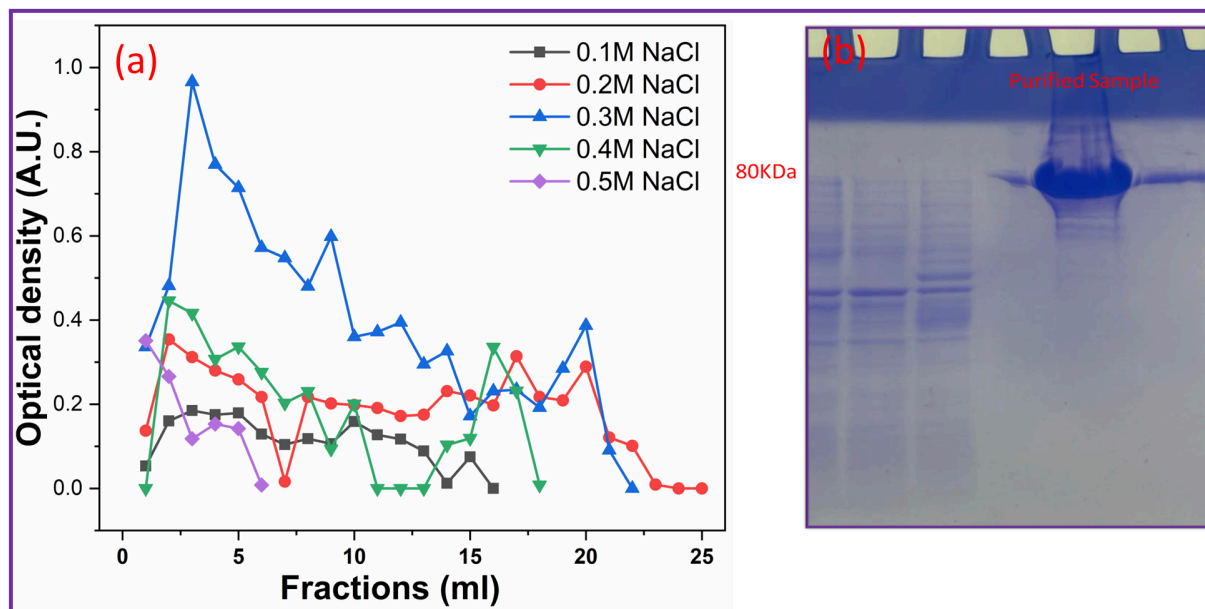 (a)
0.1M NaCl
0.2M NaCl
0.3M NaCl
0.4M NaCl
0.5M NaCl
Optical density (A.U.)
1.0
0.8
0.6
0.4
0.2
0.0
0 5 10 15 20 25
Fractions (ml)
(b)
Purified Sample
80KDa